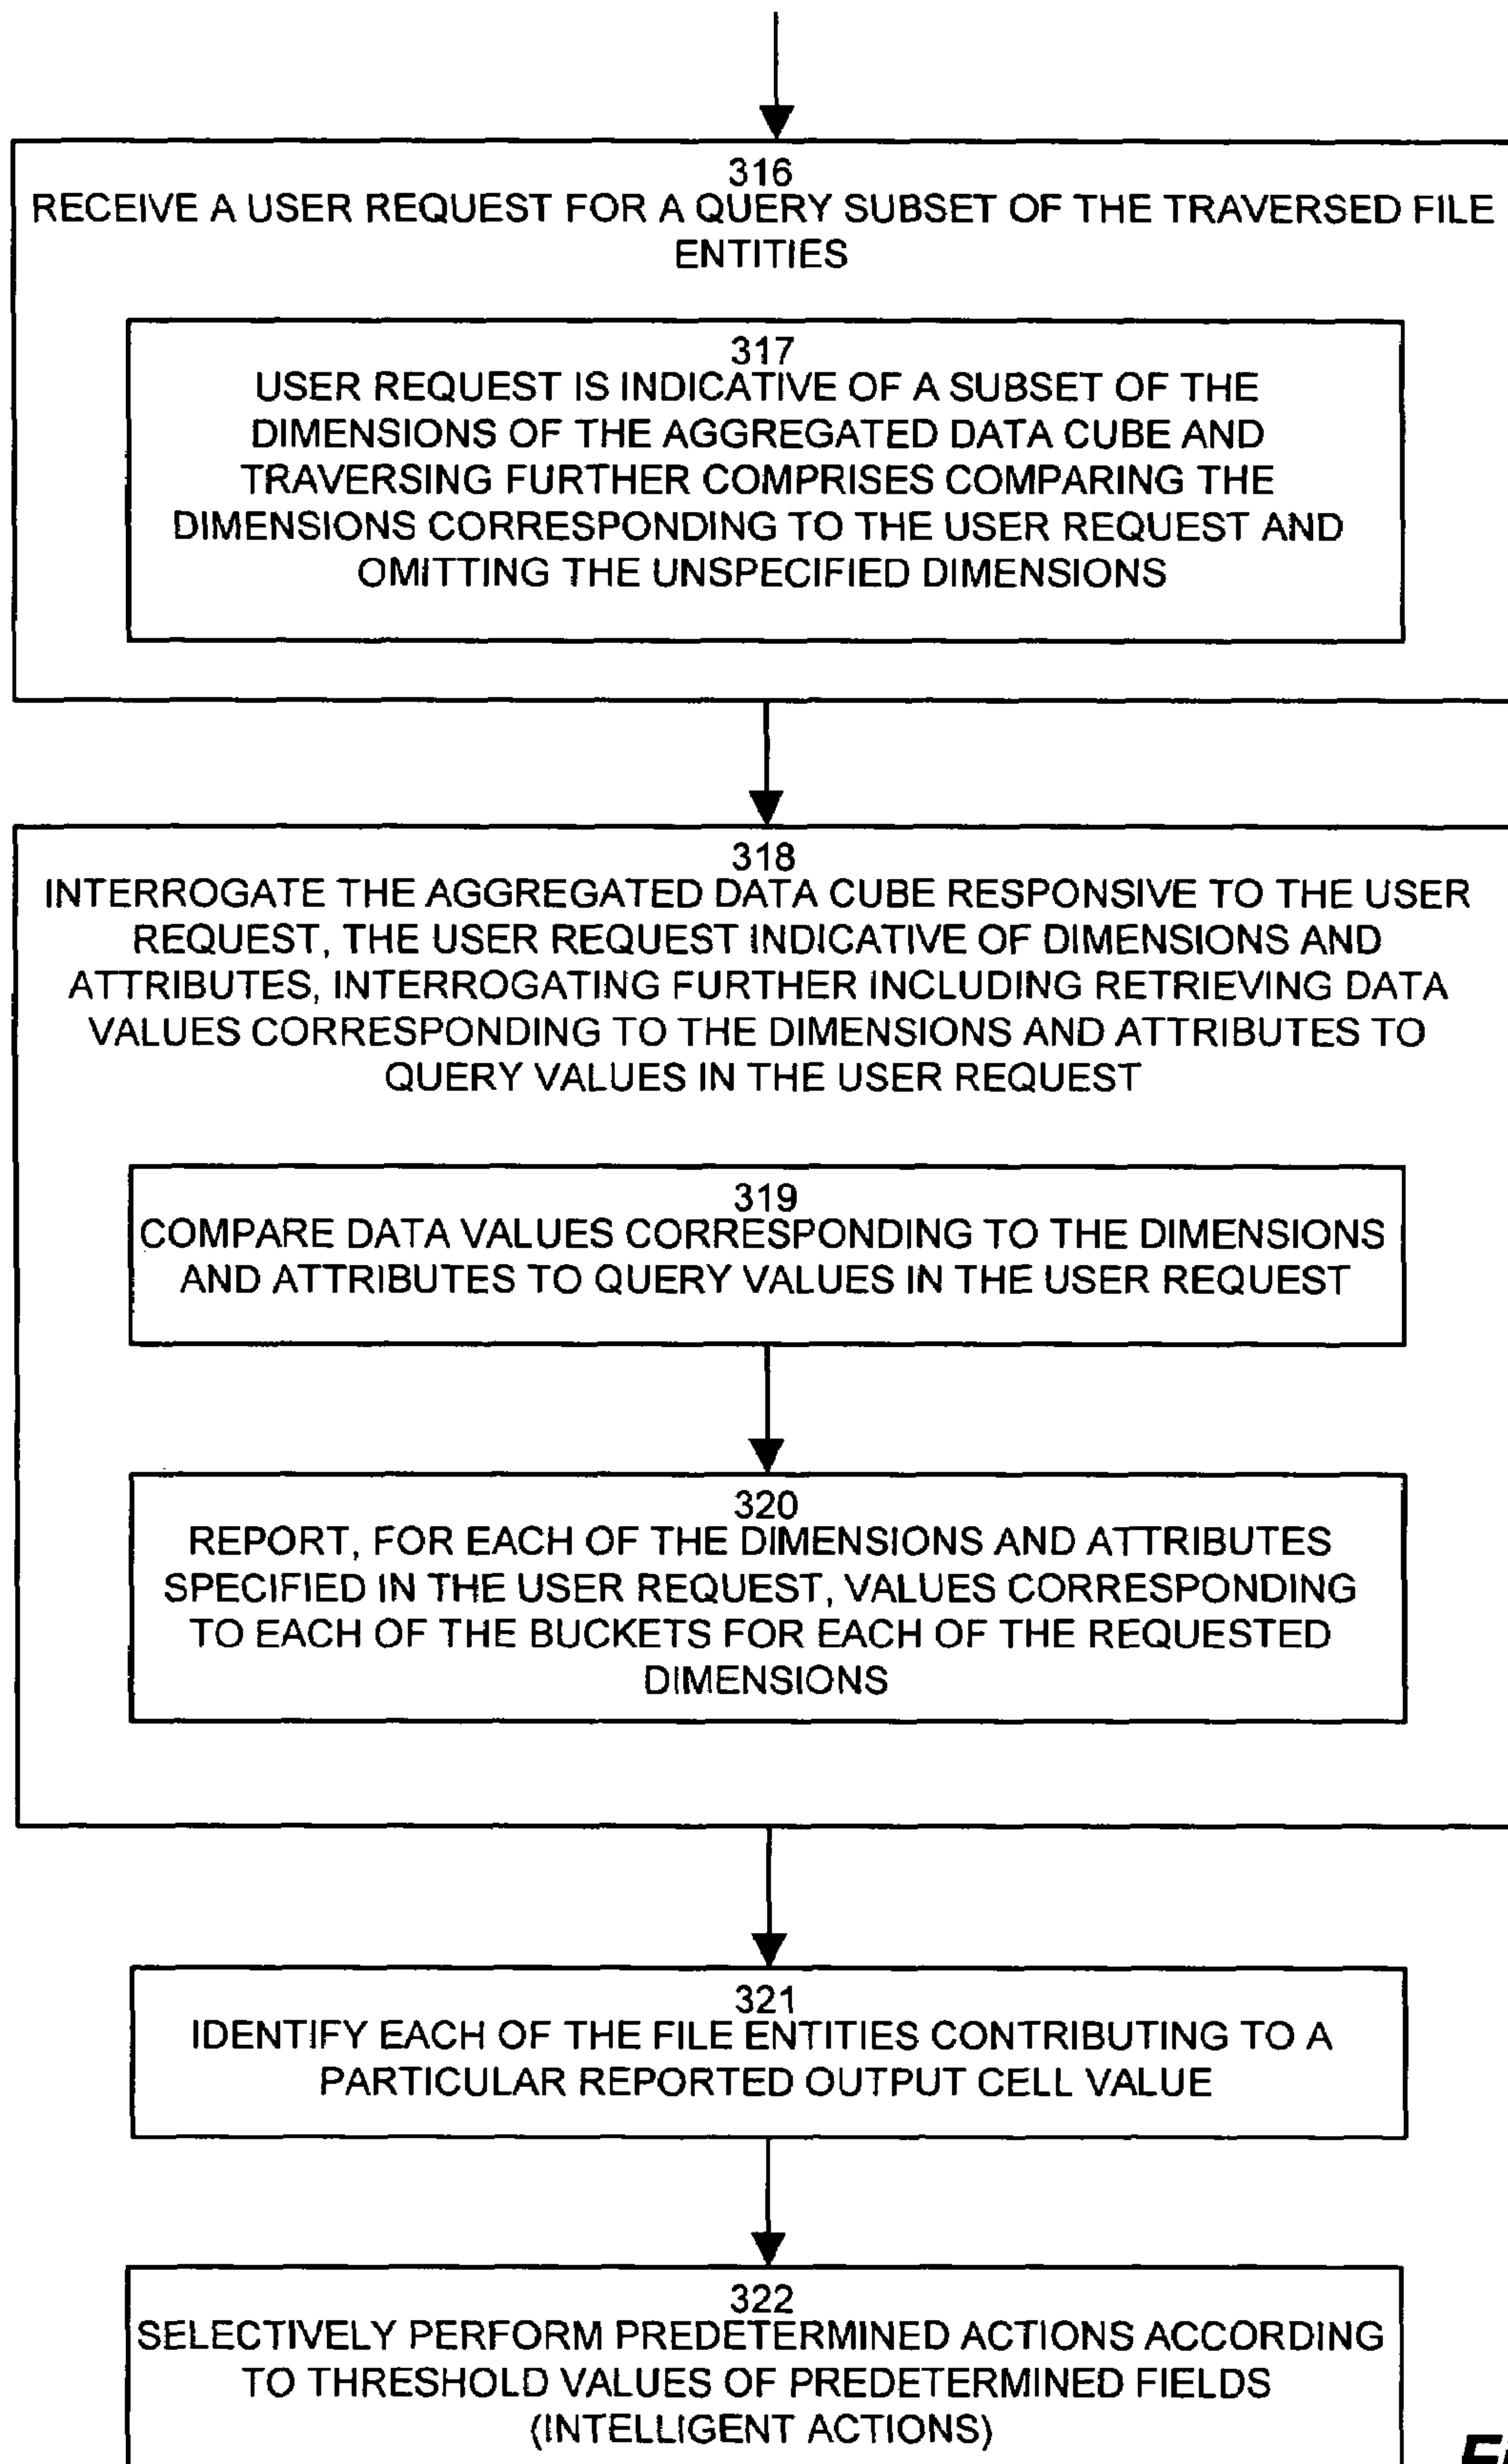 316
RECEIVE A USER REQUEST FOR A QUERY SUBSET OF THE TRAVERSED FILE
ENTITIES
317
USER REQUEST IS INDICATIVE OF A SUBSET OF THE
DIMENSIONS OF THE AGGREGATED DATA CUBE AND
TRAVERSING FURTHER COMPRISES COMPARING THE
DIMENSIONS CORRESPONDING TO THE USER REQUEST AND
OMITTING THE UNSPECIFIED DIMENSIONS
318
INTERROGATE THE AGGREGATED DATA CUBE RESPONSIVE TO THE USER
REQUEST, THE USER REQUEST INDICATIVE OF DIMENSIONS AND
ATTRIBUTES, INTERROGATING FURTHER INCLUDING RETRIEVING DATA
VALUES CORRESPONDING TO THE DIMENSIONS AND ATTRIBUTES TO
QUERY VALUES IN THE USER REQUEST
319
COMPARE DATA VALUES CORRESPONDING TO THE DIMENSIONS
AND ATTRIBUTES TO QUERY VALUES IN THE USER REQUEST
320
REPORT, FOR EACH OF THE DIMENSIONS AND ATTRIBUTES
SPECIFIED IN THE USER REQUEST, VALUES CORRESPONDING
TO EACH OF THE BUCKETS FOR EACH OF THE REQUESTED
DIMENSIONS
321
IDENTIFY EACH OF THE FILE ENTITIES CONTRIBUTING TO A
PARTICULAR REPORTED OUTPUT CELL VALUE
322
SELECTIVELY PERFORM PREDETERMINED ACTIONS ACCORDING
TO THRESHOLD VALUES OF PREDETERMINED FIELDS
(INTELLIGENT ACTIONS)